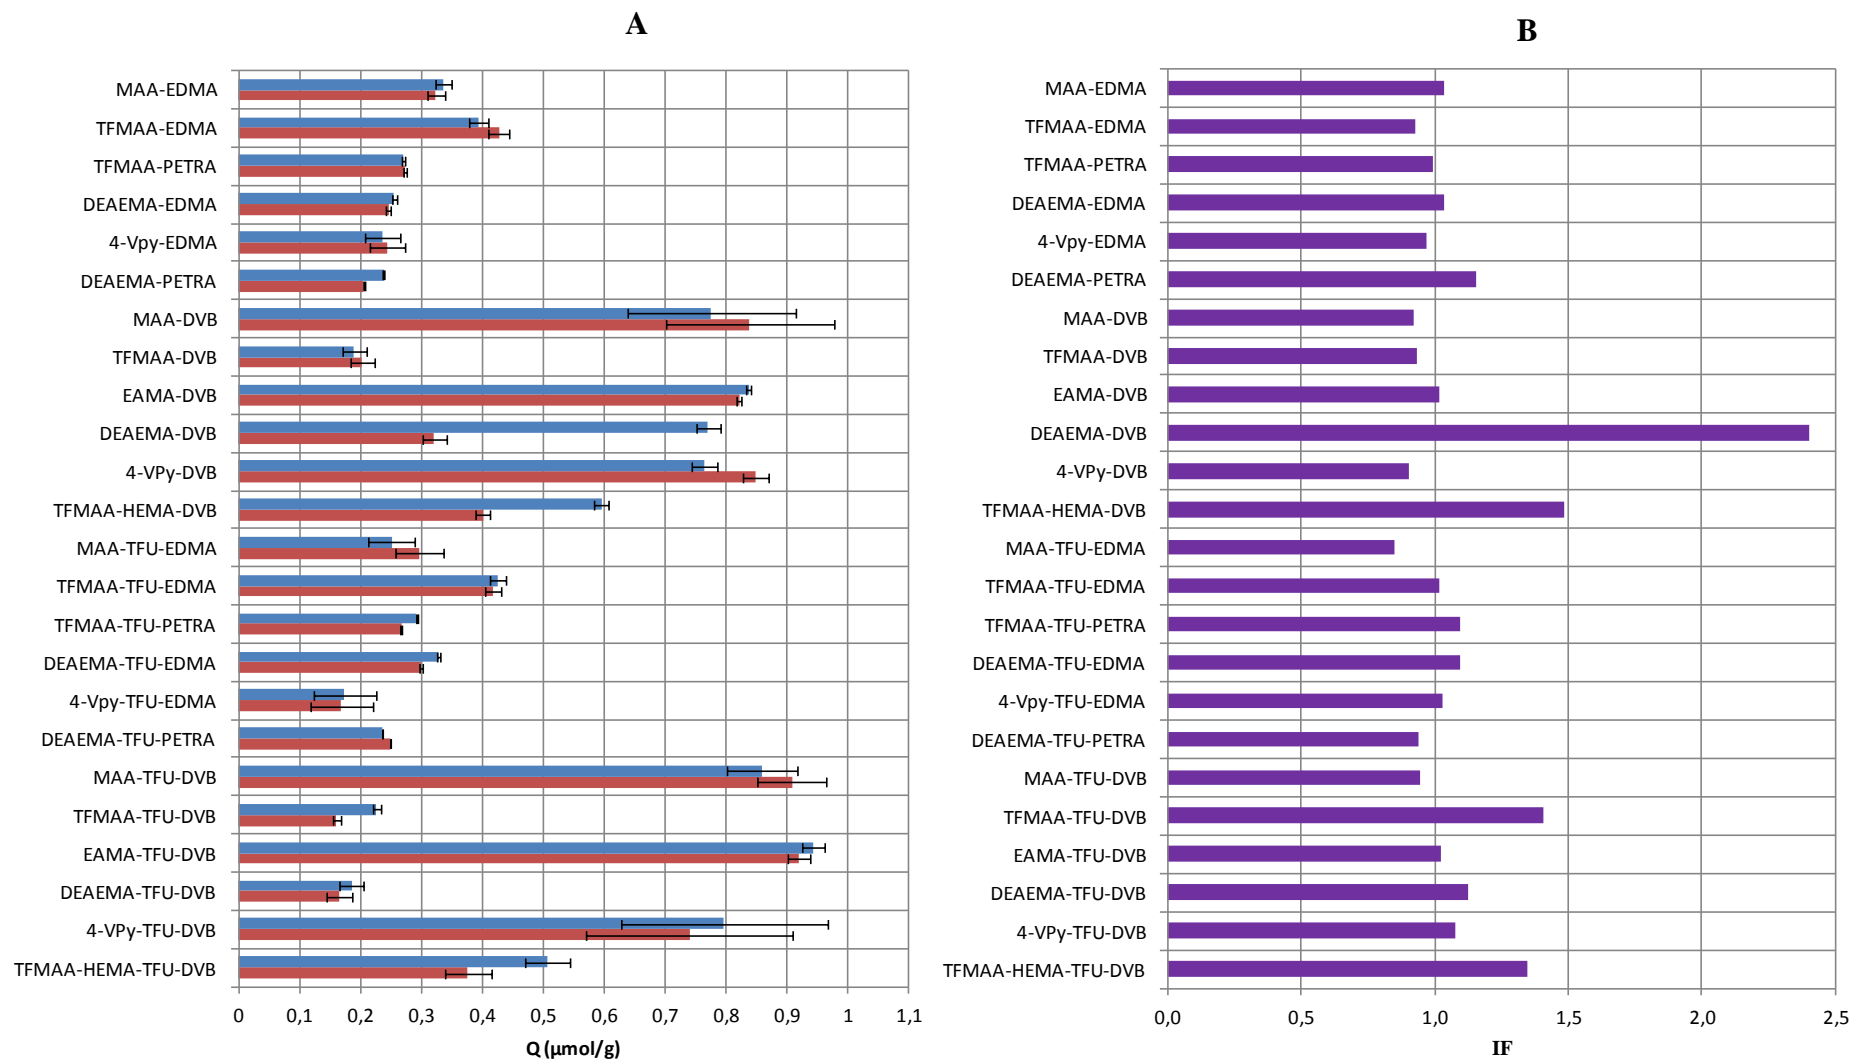 A
MAA-EDMA
TFMAA-EDMA
TFMAA-PETRA
DEAEMA-EDMA
4-Vpy-EDMA
DEAEMA-PETRA
MAA-DVB
TFMAA-DVB
EAMA-DVB
DEAEMA-DVB
4-VPy-DVB
TFMAA-HEMA-DVB
MAA-TFU-EDMA
TFMAA-TFU-EDMA
TFMAA-TFU-PETRA
DEAEMA-TFU-EDMA
4-Vpy-TFU-EDMA
DEAEMA-TFU-PETRA
MAA-TFU-DVB
TFMAA-TFU-DVB
EAMA-TFU-DVB
DEAEMA-TFU-DVB
4-VPy-TFU-DVB
TFMAA-HEMA-TFU-DVB
0 0,1 0,2 0,3 0,4 0,5 0,6 0,7 0,8 0,9 1 1,1
Q (µmol/g)
B
MAA-EDMA
TFMAA-EDMA
TFMAA-PETRA
DEAEMA-EDMA
4-Vpy-EDMA
DEAEMA-PETRA
MAA-DVB
TFMAA-DVB
EAMA-DVB
DEAEMA-DVB
4-VPy-DVB
TFMAA-HEMA-DVB
MAA-TFU-EDMA
TFMAA-TFU-EDMA
TFMAA-TFU-PETRA
DEAEMA-TFU-EDMA
4-Vpy-TFU-EDMA
DEAEMA-TFU-PETRA
MAA-TFU-DVB
TFMAA-TFU-DVB
EAMA-TFU-DVB
DEAEMA-TFU-DVB
4-VPy-TFU-DVB
TFMAA-HEMA-TFU-DVB
0,0 0,5 1,0 1,5 2,0 2,5
IF